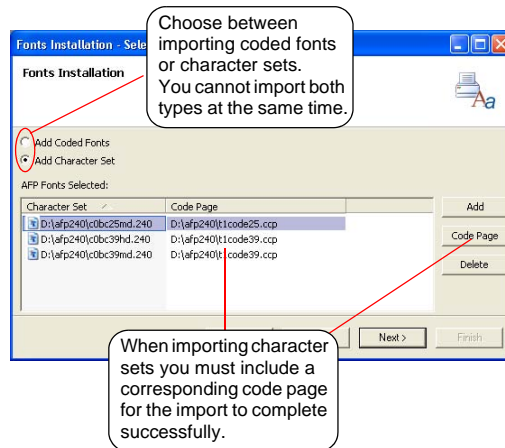 Choose between
importing coded fonts
or character sets.
You cannot import both
types at the same time.
Fonts Installation - Sele
Fonts Installation
Aa
Add Coded Fonts
Add Character Set
AFP Fonts Selected:
Character Set Code Page
D:\afp240\c0bc25md.240 D:\afp240\t1code25.ccp
D:\afp240\c0bc39hd.240 D:\afp240\t1code39.ccp
D:\afp240\c0bc39md.240 D:\afp240\t1code39.ccp
Add
Code Page
Delete
Next >
Finish
When importing character
sets you must include a
corresponding code page
for the import to complete
successfully.